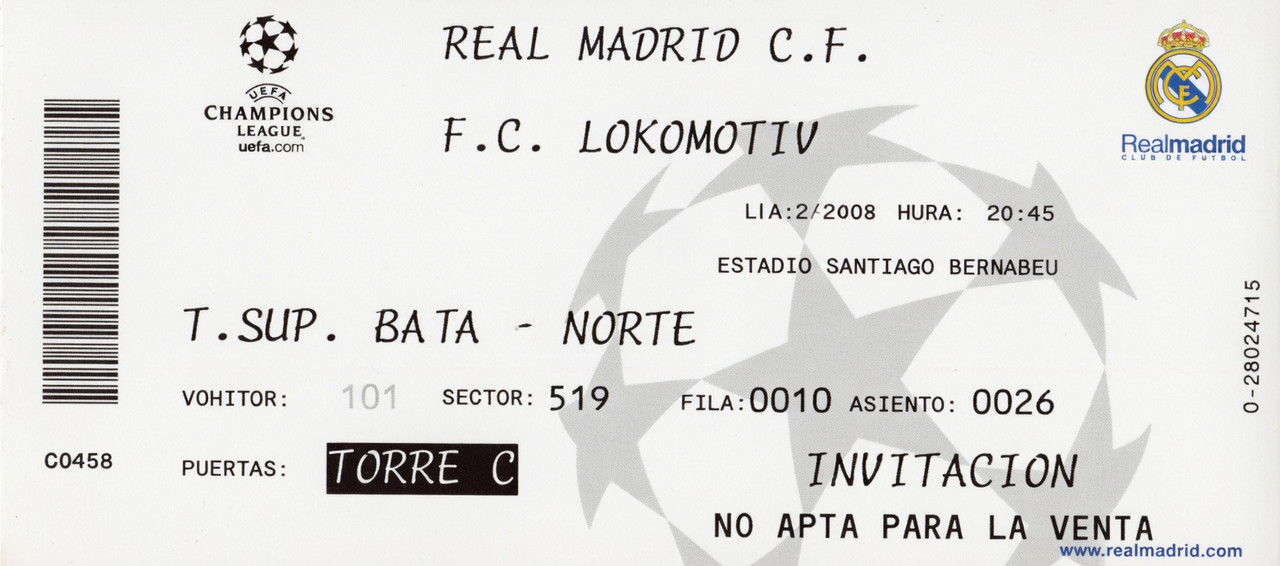 UEFA
CHAMPIONS
LEAGUE
uefa.com
REAL MADRID C.F.
F.C. LOKOMOTIV
Realmadrid
CLUB DE FUTBOL
LIA:2/2008 HURA: 20:45
ESTADIO SANTIAGO BERNABEU
T.SUP. BATA - NORTE
VOHITOR: 101 SECTOR: 519 FILA:0010 ASIENTO: 0026
C0458
PUERTAS: TORRE C
INVITACION
NO APTA PARA LA VENTA
www.realmadrid.com
0-28024715